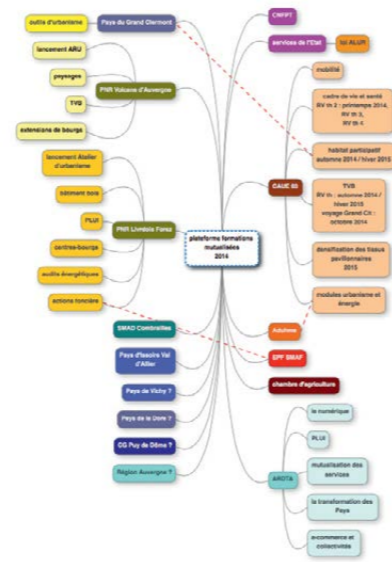 outils d'urbanisme
Pays du Grand Clermont
lancement ARU
paysages
TVB
extensions de bourgs
PNR Volcans d'Auvergne
lancement Atelier
d'urbanisme
bâtiment bois
PLUI
centres-bourgs
audits énergétiques
actions foncière
PNR Livradois Forez
SMAD Combrailles
Pays d'Issoire Val
d'Allier
Pays de Vichy ?
Pays de la Dore ?
CG Puy de Dôme ?
Région Auvergne ?
plateforme formations
mutualisées
2014
CNFPT
services de l'Etat
loi ALUR
mobilité
cadre de vie et santé
RV th 2 : printemps 2014,
RV th 3,
RV th 4
habitat participatif
automne 2014 / hiver 2015
CAUE 63
TVB
RV th : automne 2014 /
hiver 2015
voyage Grand Cx :
octobre 2014
densification des tissus
pavillonnaires
2015
modules urbanisme et
énergie
Aduhme
EPF SMAF
chambre d'agriculture
le numérique
PLUI
mutualisation des
services
ARDTA
la transformation des
Pays
e-commerce et
collectivités